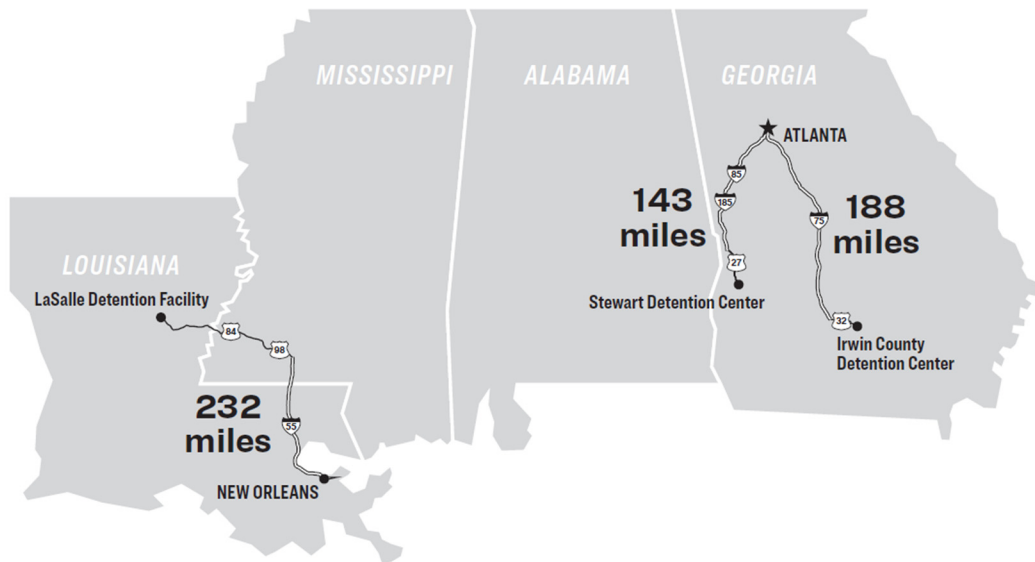 MISSISSIPPI
ALABAMA
GEORGIA
ATLANTA
85
143
miles
185
188
miles
75
LOUISIANA
27
LaSalle Detention Facility
Stewart Detention Center
84
98
32
Irwin County
Detention Center
232
miles
55
NEW ORLEANS